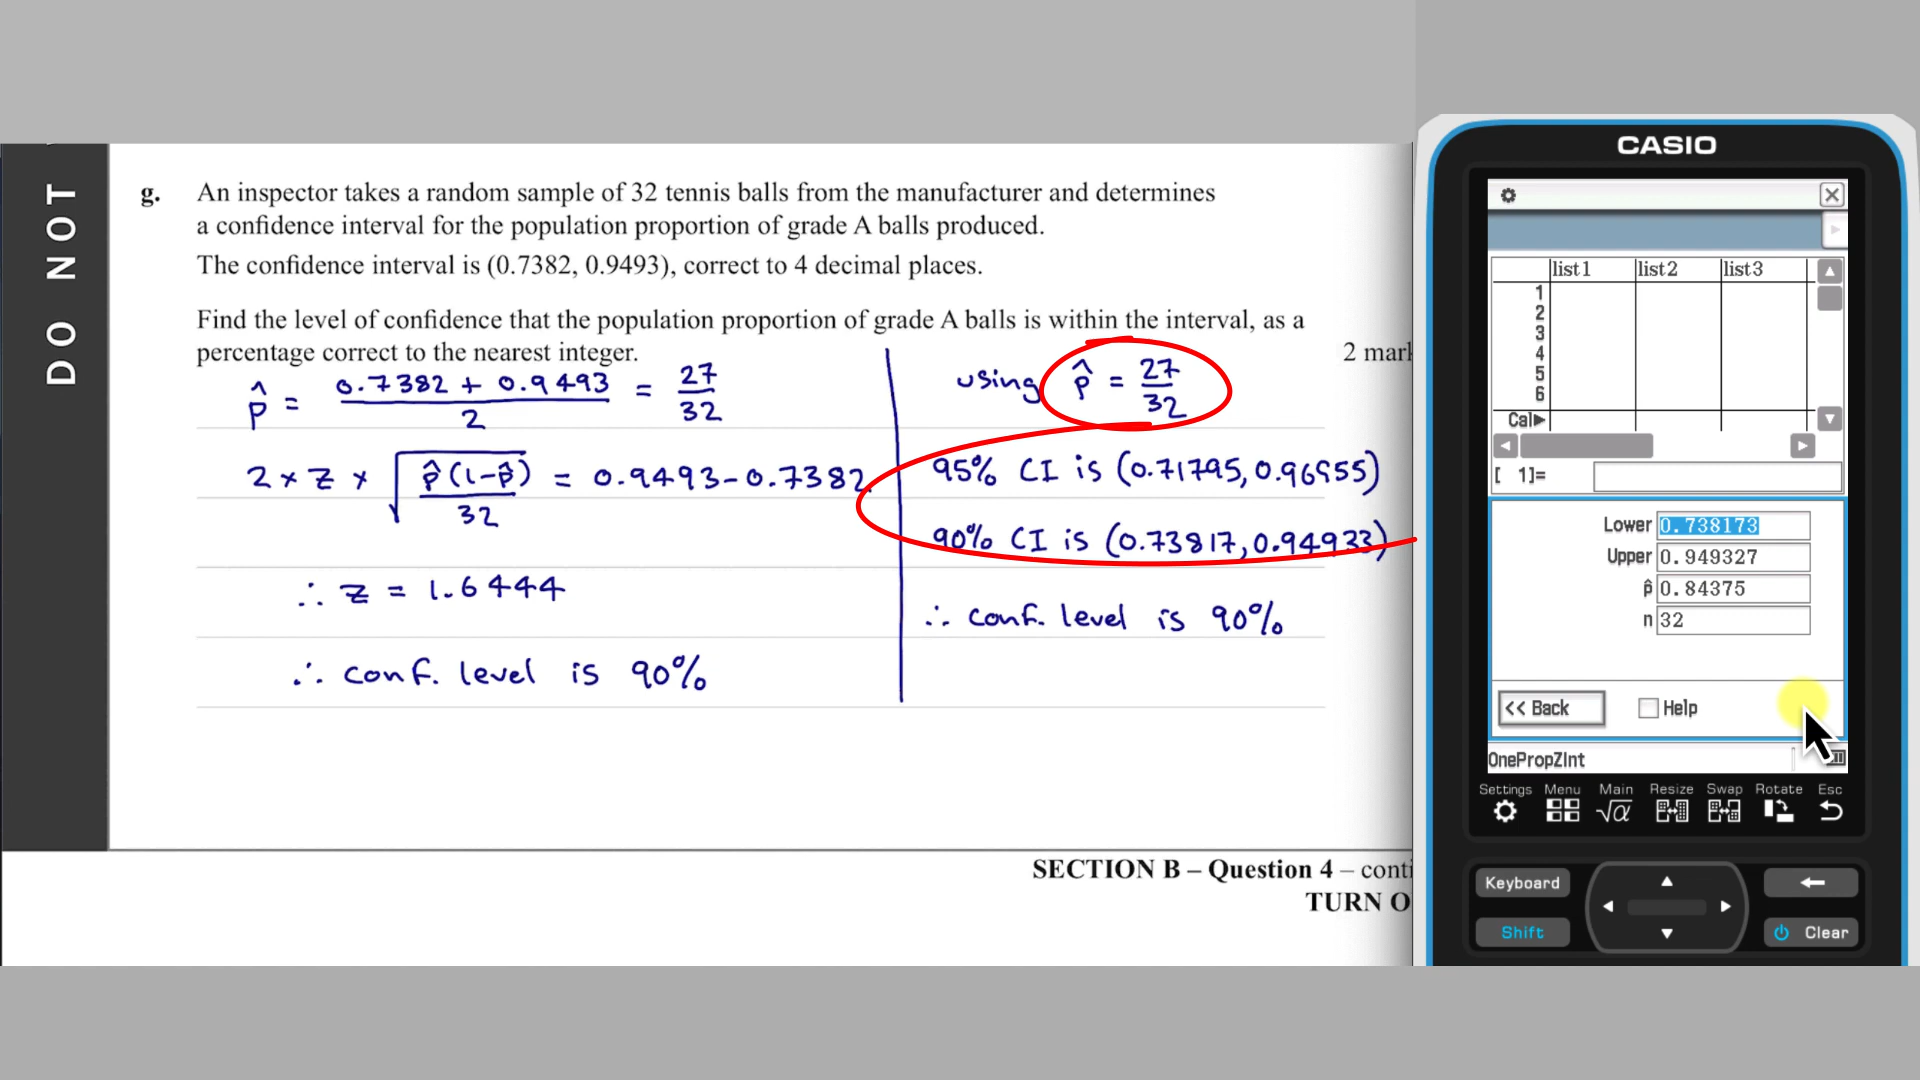 DO NOT
g. An inspector takes a random sample of 32 tennis balls from the manufacturer and determines
a confidence interval for the population proportion of grade A balls produced.
The confidence interval is (0.7382, 0.9493), correct to 4 decimal places.
Find the level of confidence that the population proportion of grade A balls is within the interval, as a
percentage correct to the nearest integer.
2 mark
p̂ = (0.7382 + 0.9493)/2 = 27/32
2 × z × √(p̂(1-p̂)/32) = 0.9493-0.7382
∴ z = 1.6444
∴ conf. level is 90%
using p̂ = 27/32
95% CI is (0.71795, 0.96955)
90% CI is (0.73817, 0.94933)
∴ conf. level is 90%
SECTION B – Question 4 – conti
TURN O
CASIO
list1 list2 list3
1
2
3
4
5
6
Cal▶
[ 1]=
Lower 0.738173
Upper 0.949327
p̂ 0.84375
n 32
<< Back Help
OnePropZInt
Settings Menu Main Resize Swap Rotate Esc
√α
Keyboard
Shift
Clear